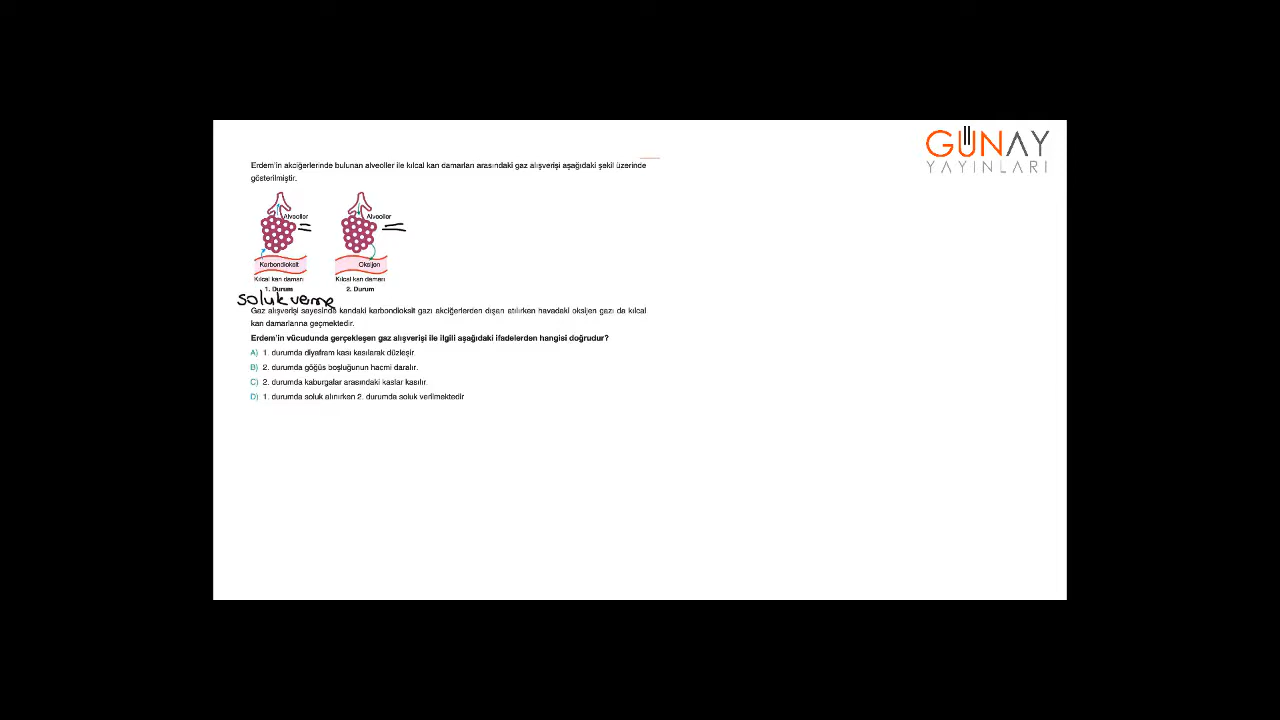 GÜNAY
YAYINLARI
Erdem'in akciğerlerinde bulunan alveoller ile kılcal kan damarları arasındaki gaz alışverişi aşağıdaki şekil üzerinde
gösterilmiştir.
Alveoller Alveoller
Karbondioksit Oksijen
Kılcal kan damarı Kılcal kan damarı
1. Durum 2. Durum
soluk verme
Gaz alışverişi sayesinde kandaki karbondioksit gazı akciğerlerden dışarı atılırken havadaki oksijen gazı da kılcal
kan damarlarına geçmektedir.
Erdem'in vücudunda gerçekleşen gaz alışverişi ile ilgili aşağıdaki ifadelerden hangisi doğrudur?
A) 1. durumda diyafram kası kasılarak düzleşir.
B) 2. durumda göğüs boşluğunun hacmi daralır.
C) 2. durumda kaburgalar arasındaki kaslar kasılır.
D) 1. durumda soluk alınırken 2. durumda soluk verilmektedir